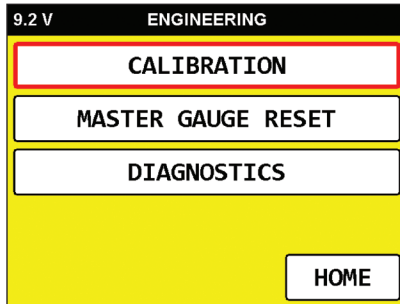 9.2 V ENGINEERING
CALIBRATION
MASTER GAUGE RESET
DIAGNOSTICS
HOME